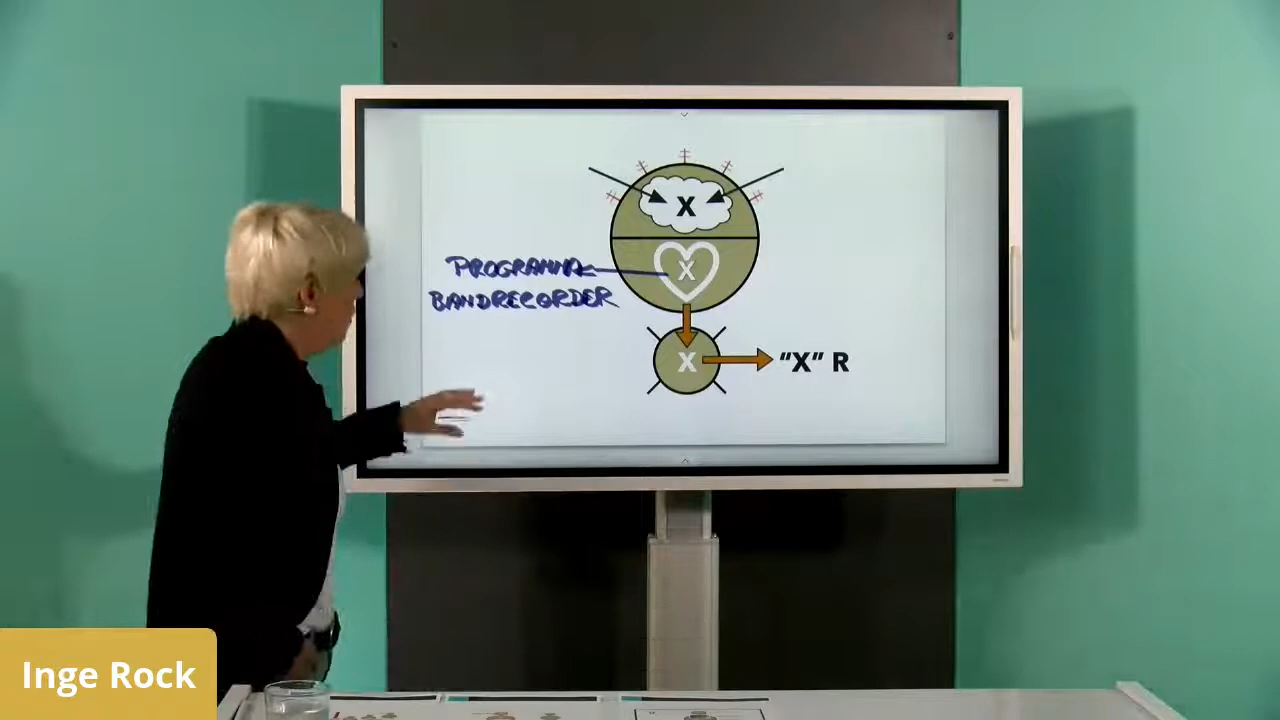 X
PROGRAMMA
X
BANDRECORDER
X
"X" R
Inge Rock